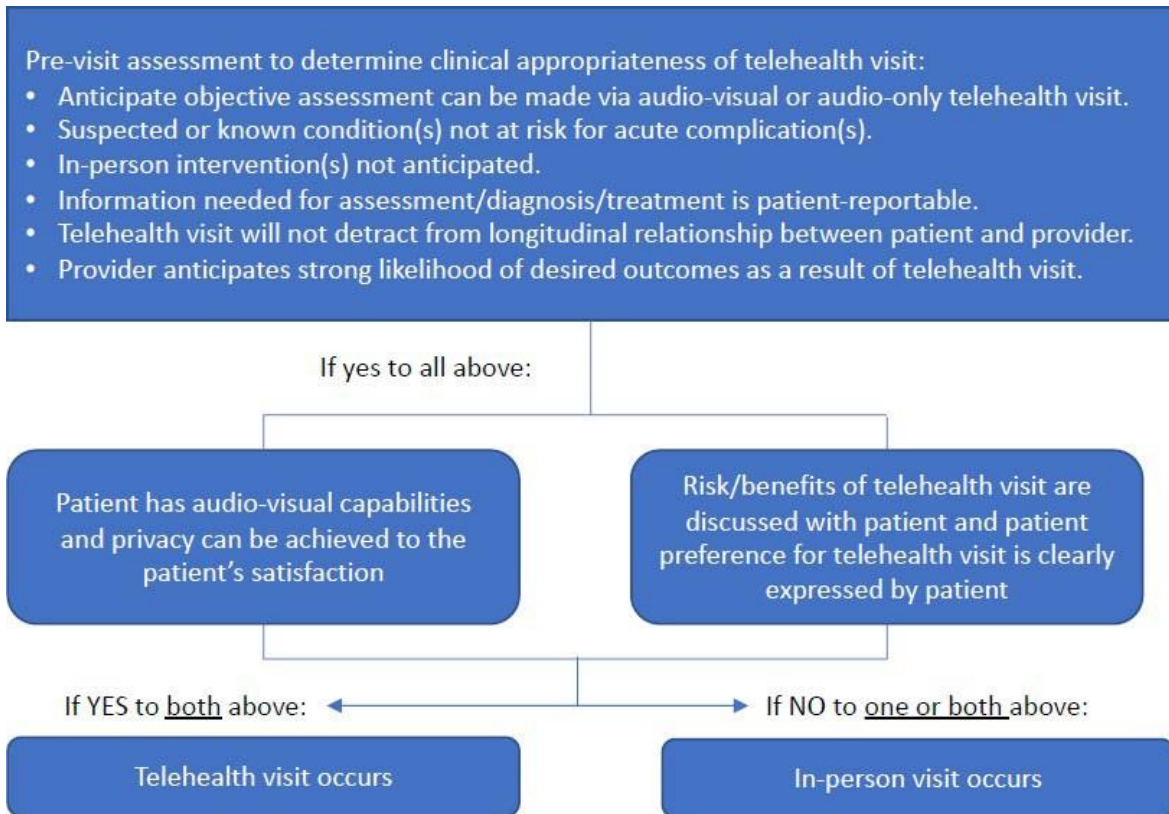 Pre-visit assessment to determine clinical appropriateness of telehealth visit:
• Anticipate objective assessment can be made via audio-visual or audio-only telehealth visit.
• Suspected or known condition(s) not at risk for acute complication(s).
• In-person intervention(s) not anticipated.
• Information needed for assessment/diagnosis/treatment is patient-reportable.
• Telehealth visit will not detract from longitudinal relationship between patient and provider.
• Provider anticipates strong likelihood of desired outcomes as a result of telehealth visit.
If yes to all above:
Patient has audio-visual capabilities
and privacy can be achieved to the
patient's satisfaction
Risk/benefits of telehealth visit are
discussed with patient and patient
preference for telehealth visit is clearly
expressed by patient
If YES to both above:
If NO to one or both above:
Telehealth visit occurs
In-person visit occurs